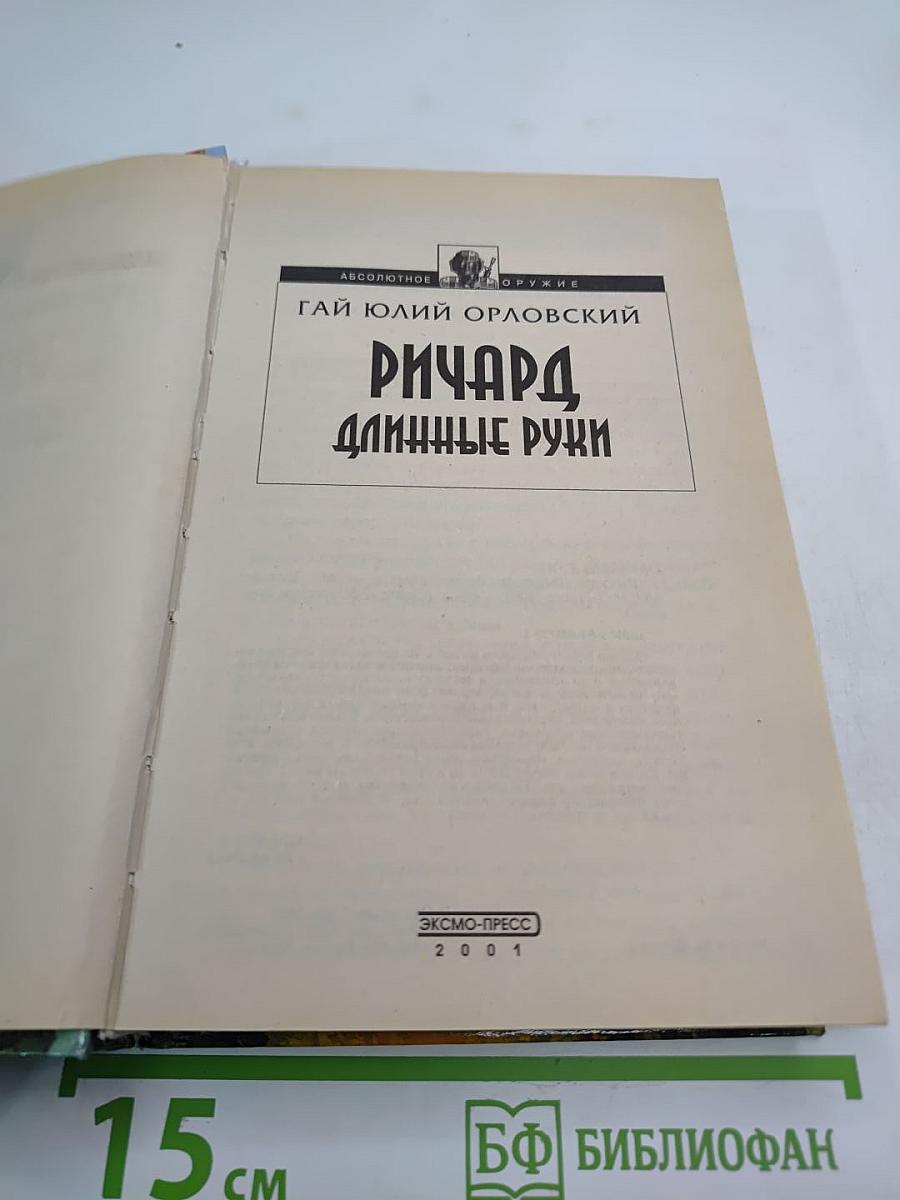 АБСОЛЮТНОЕ ОРУЖИЕ
ГАЙ ЮЛИЙ ОРЛОВСКИЙ
РИЧАРД
ДЛИННЫЕ РУКИ
ЭКСМО-ПРЕСС
2001
15 см
БФ БИБЛИОФАН